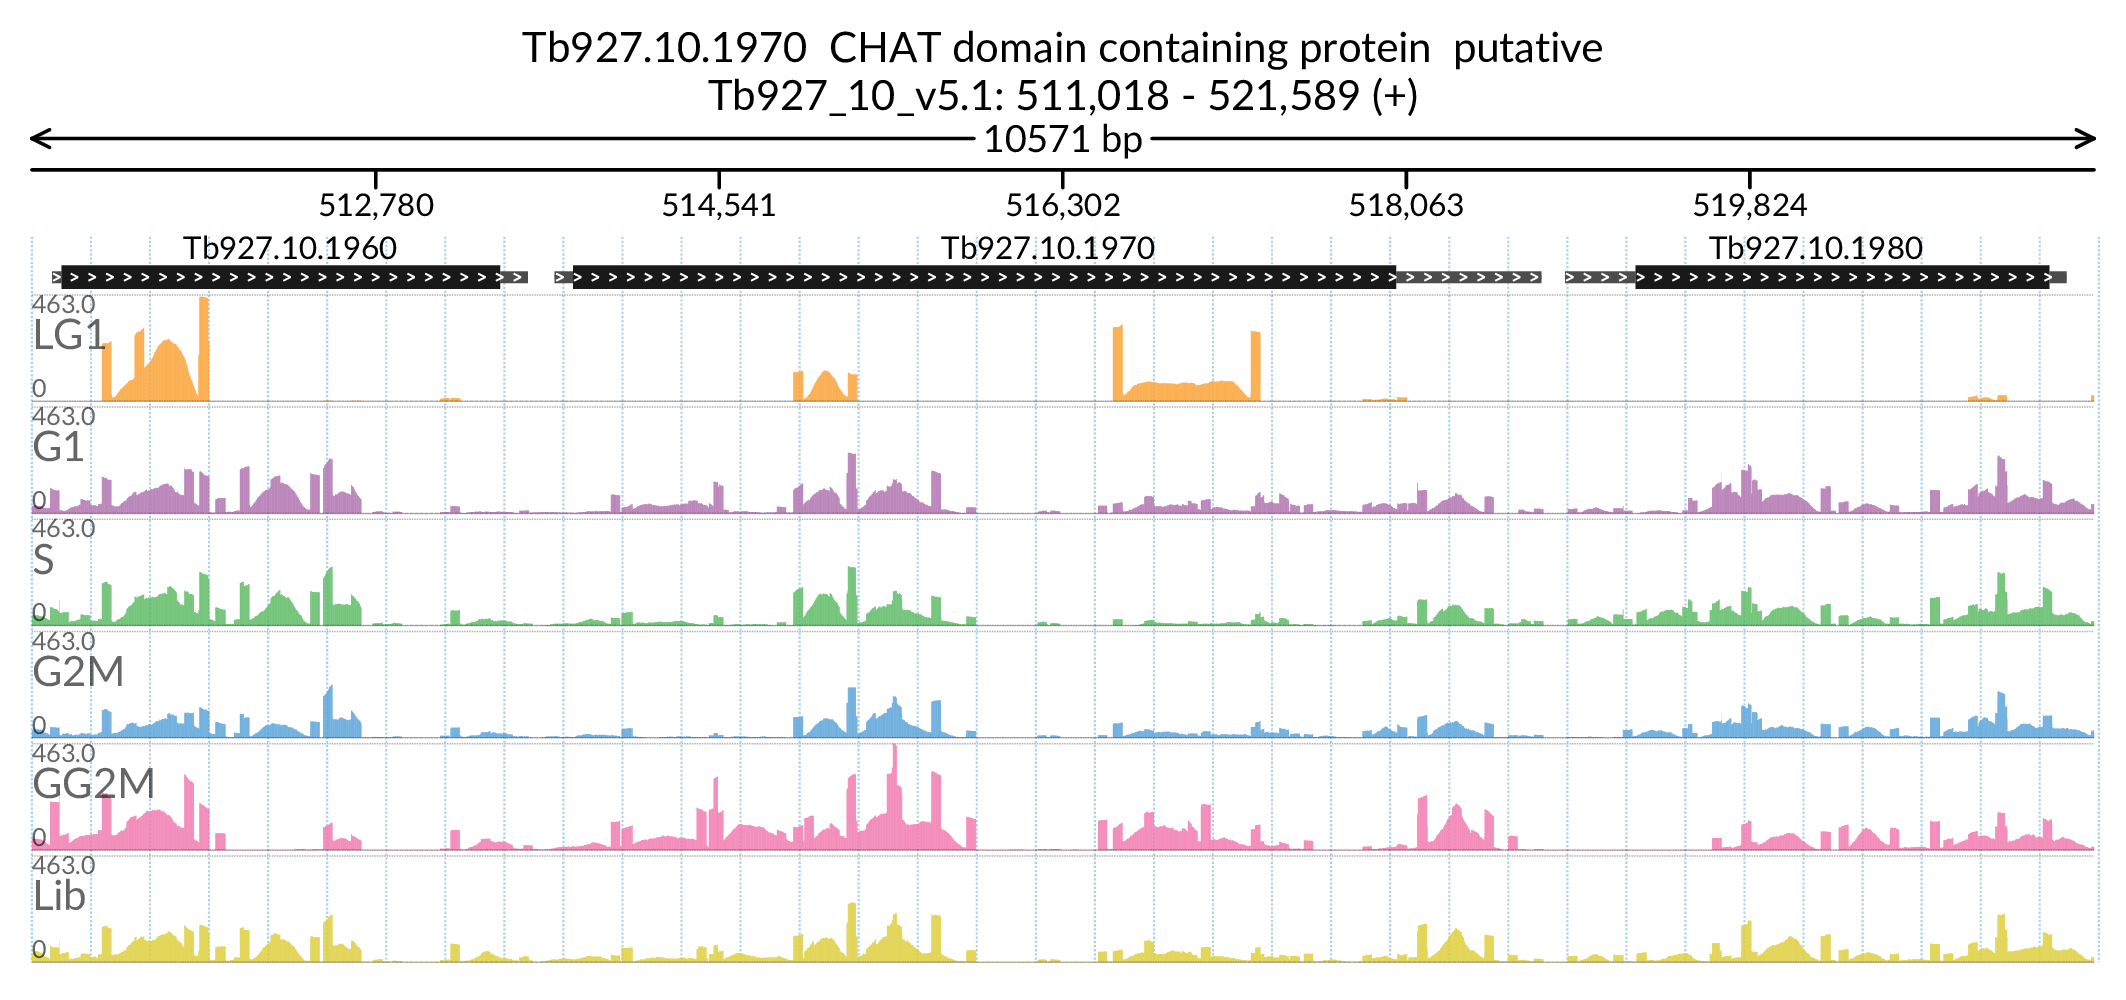 Tb927.10.1970 CHAT domain containing protein putative
Tb927_10_v5.1: 511,018 - 521,589 (+)
10571 bp
512,780 514,541 516,302 518,063 519,824
Tb927.10.1960 Tb927.10.1970 Tb927.10.1980
463.0
LG1
0
463.0
G1
0
463.0
S
0
463.0
G2M
0
463.0
GG2M
0
463.0
Lib
0